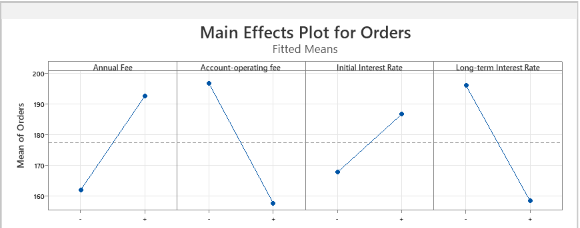 Main Effects Plot for Orders
Fitted Means
Annual Fee Account-operating fee Initial Interest Rate Long-term Interest Rate
Mean of Orders
200
190
180
170
160
- + - + - + - +